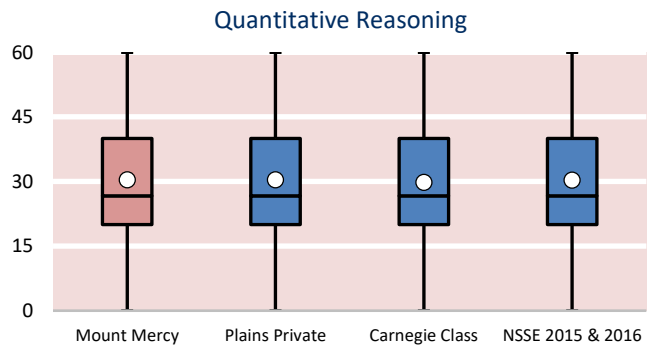 Quantitative Reasoning
60
45
30
15
0
Mount Mercy Plains Private Carnegie Class NSSE 2015 & 2016